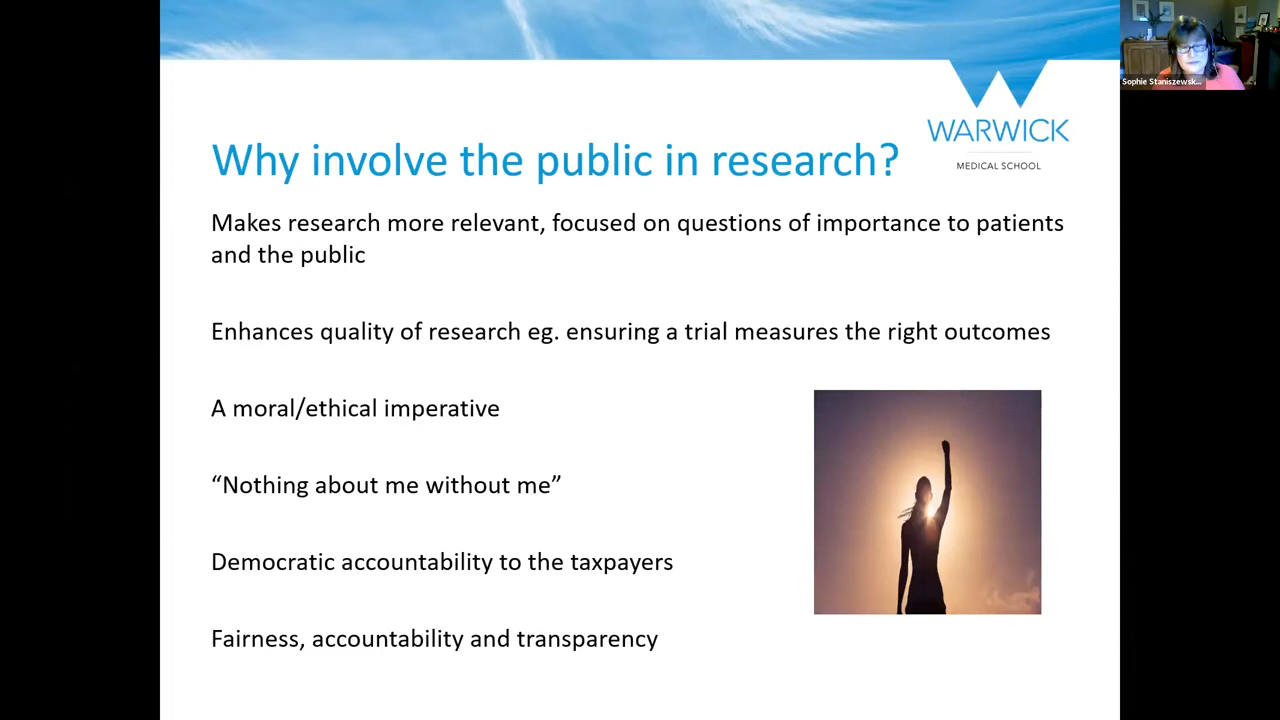 Sophie Staniszewsk...
WARWICK
MEDICAL SCHOOL
Why involve the public in research?
Makes research more relevant, focused on questions of importance to patients
and the public
Enhances quality of research eg. ensuring a trial measures the right outcomes
A moral/ethical imperative
“Nothing about me without me”
Democratic accountability to the taxpayers
Fairness, accountability and transparency